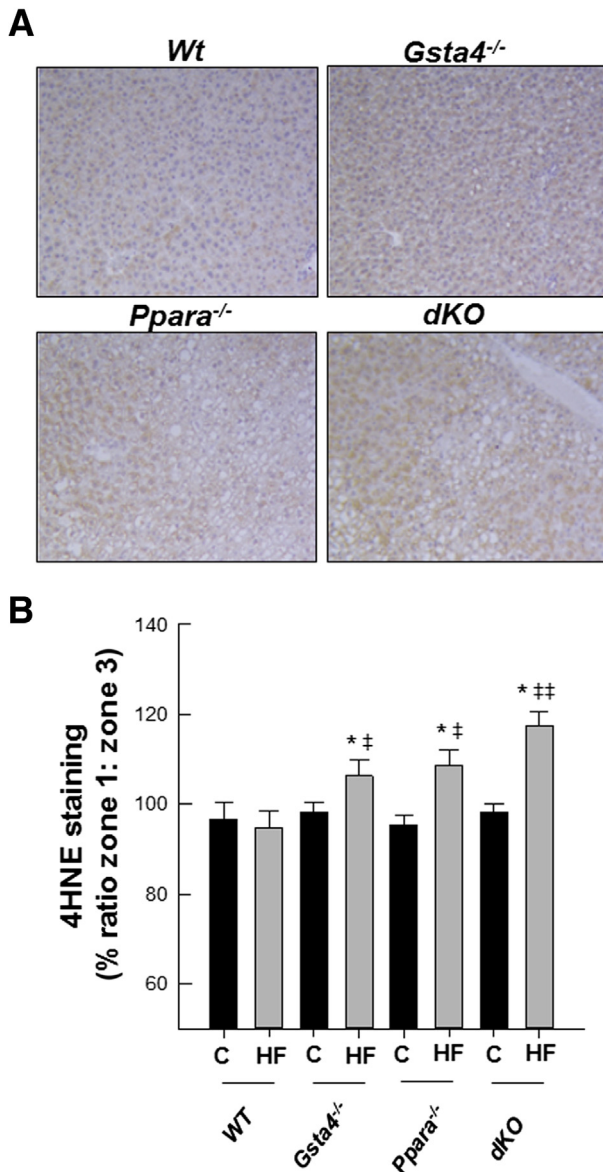 A
Wt
Gsta4-/-
Ppara-/-
dKO
B
4HNE staining
(% ratio zone 1: zone 3)
140
120
100
80
60
* ‡
* ‡
* ‡‡
C HF C HF C HF C HF
WT Gsta4-/- Ppara-/- dKO